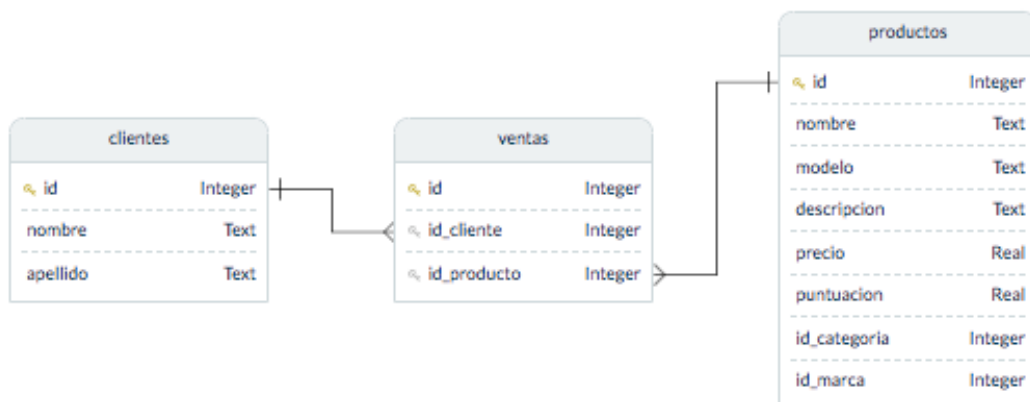 clientes
id Integer
nombre Text
apellido Text
ventas
id Integer
id_cliente Integer
id_producto Integer
productos
id Integer
nombre Text
modelo Text
descripcion Text
precio Real
puntuacion Real
id_categoria Integer
id_marca Integer